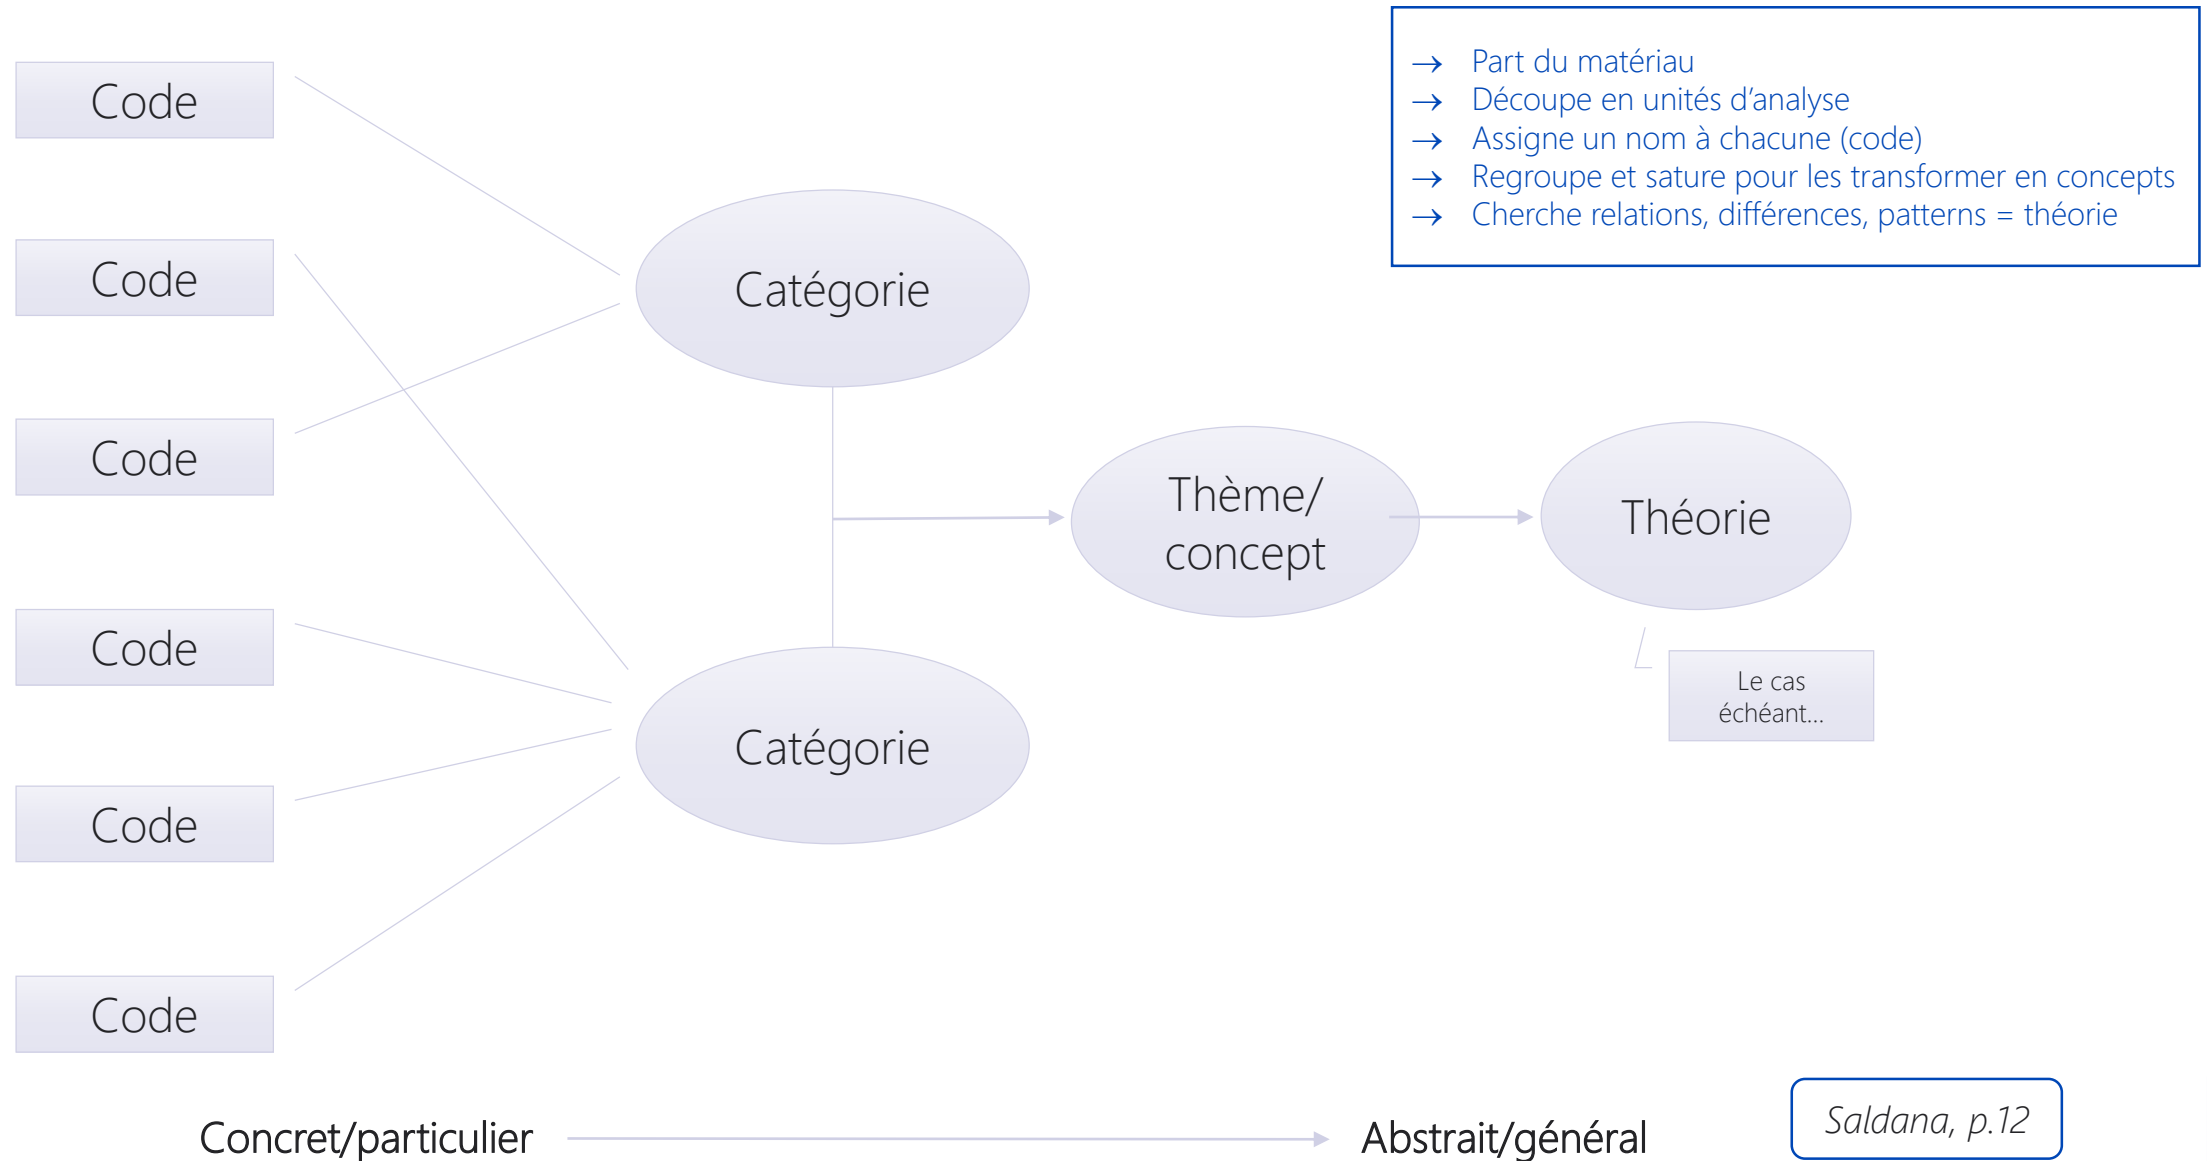 → Part du matériau
→ Découpe en unités d’analyse
→ Assigne un nom à chacune (code)
→ Regroupe et sature pour les transformer en concepts
→ Cherche relations, différences, patterns = théorie
Code
Code
Code
Code
Code
Code
Catégorie
Catégorie
Thème/
concept
Théorie
Le cas
échéant...
Concret/particulier
Abstrait/général
Saldana, p.12